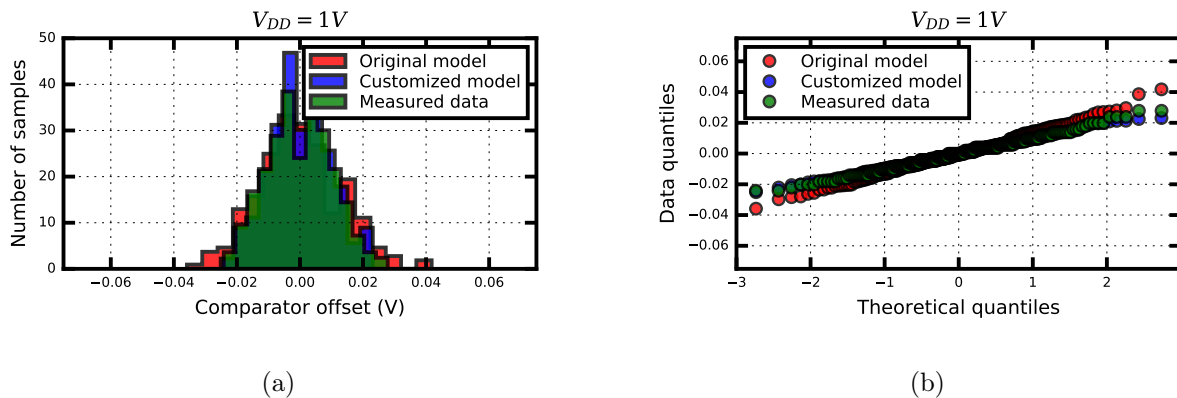 V_{DD} = 1V
Number of samples
50
40
30
20
10
0
Original model
Customized model
Measured data
−0.06 −0.04 −0.02 0.00 0.02 0.04 0.06
Comparator offset (V)
(a)
V_{DD} = 1V
Data quantiles
0.06
0.04
0.02
0.00
−0.02
−0.04
−0.06
Original model
Customized model
Measured data
−3 −2 −1 0 1 2
Theoretical quantiles
(b)